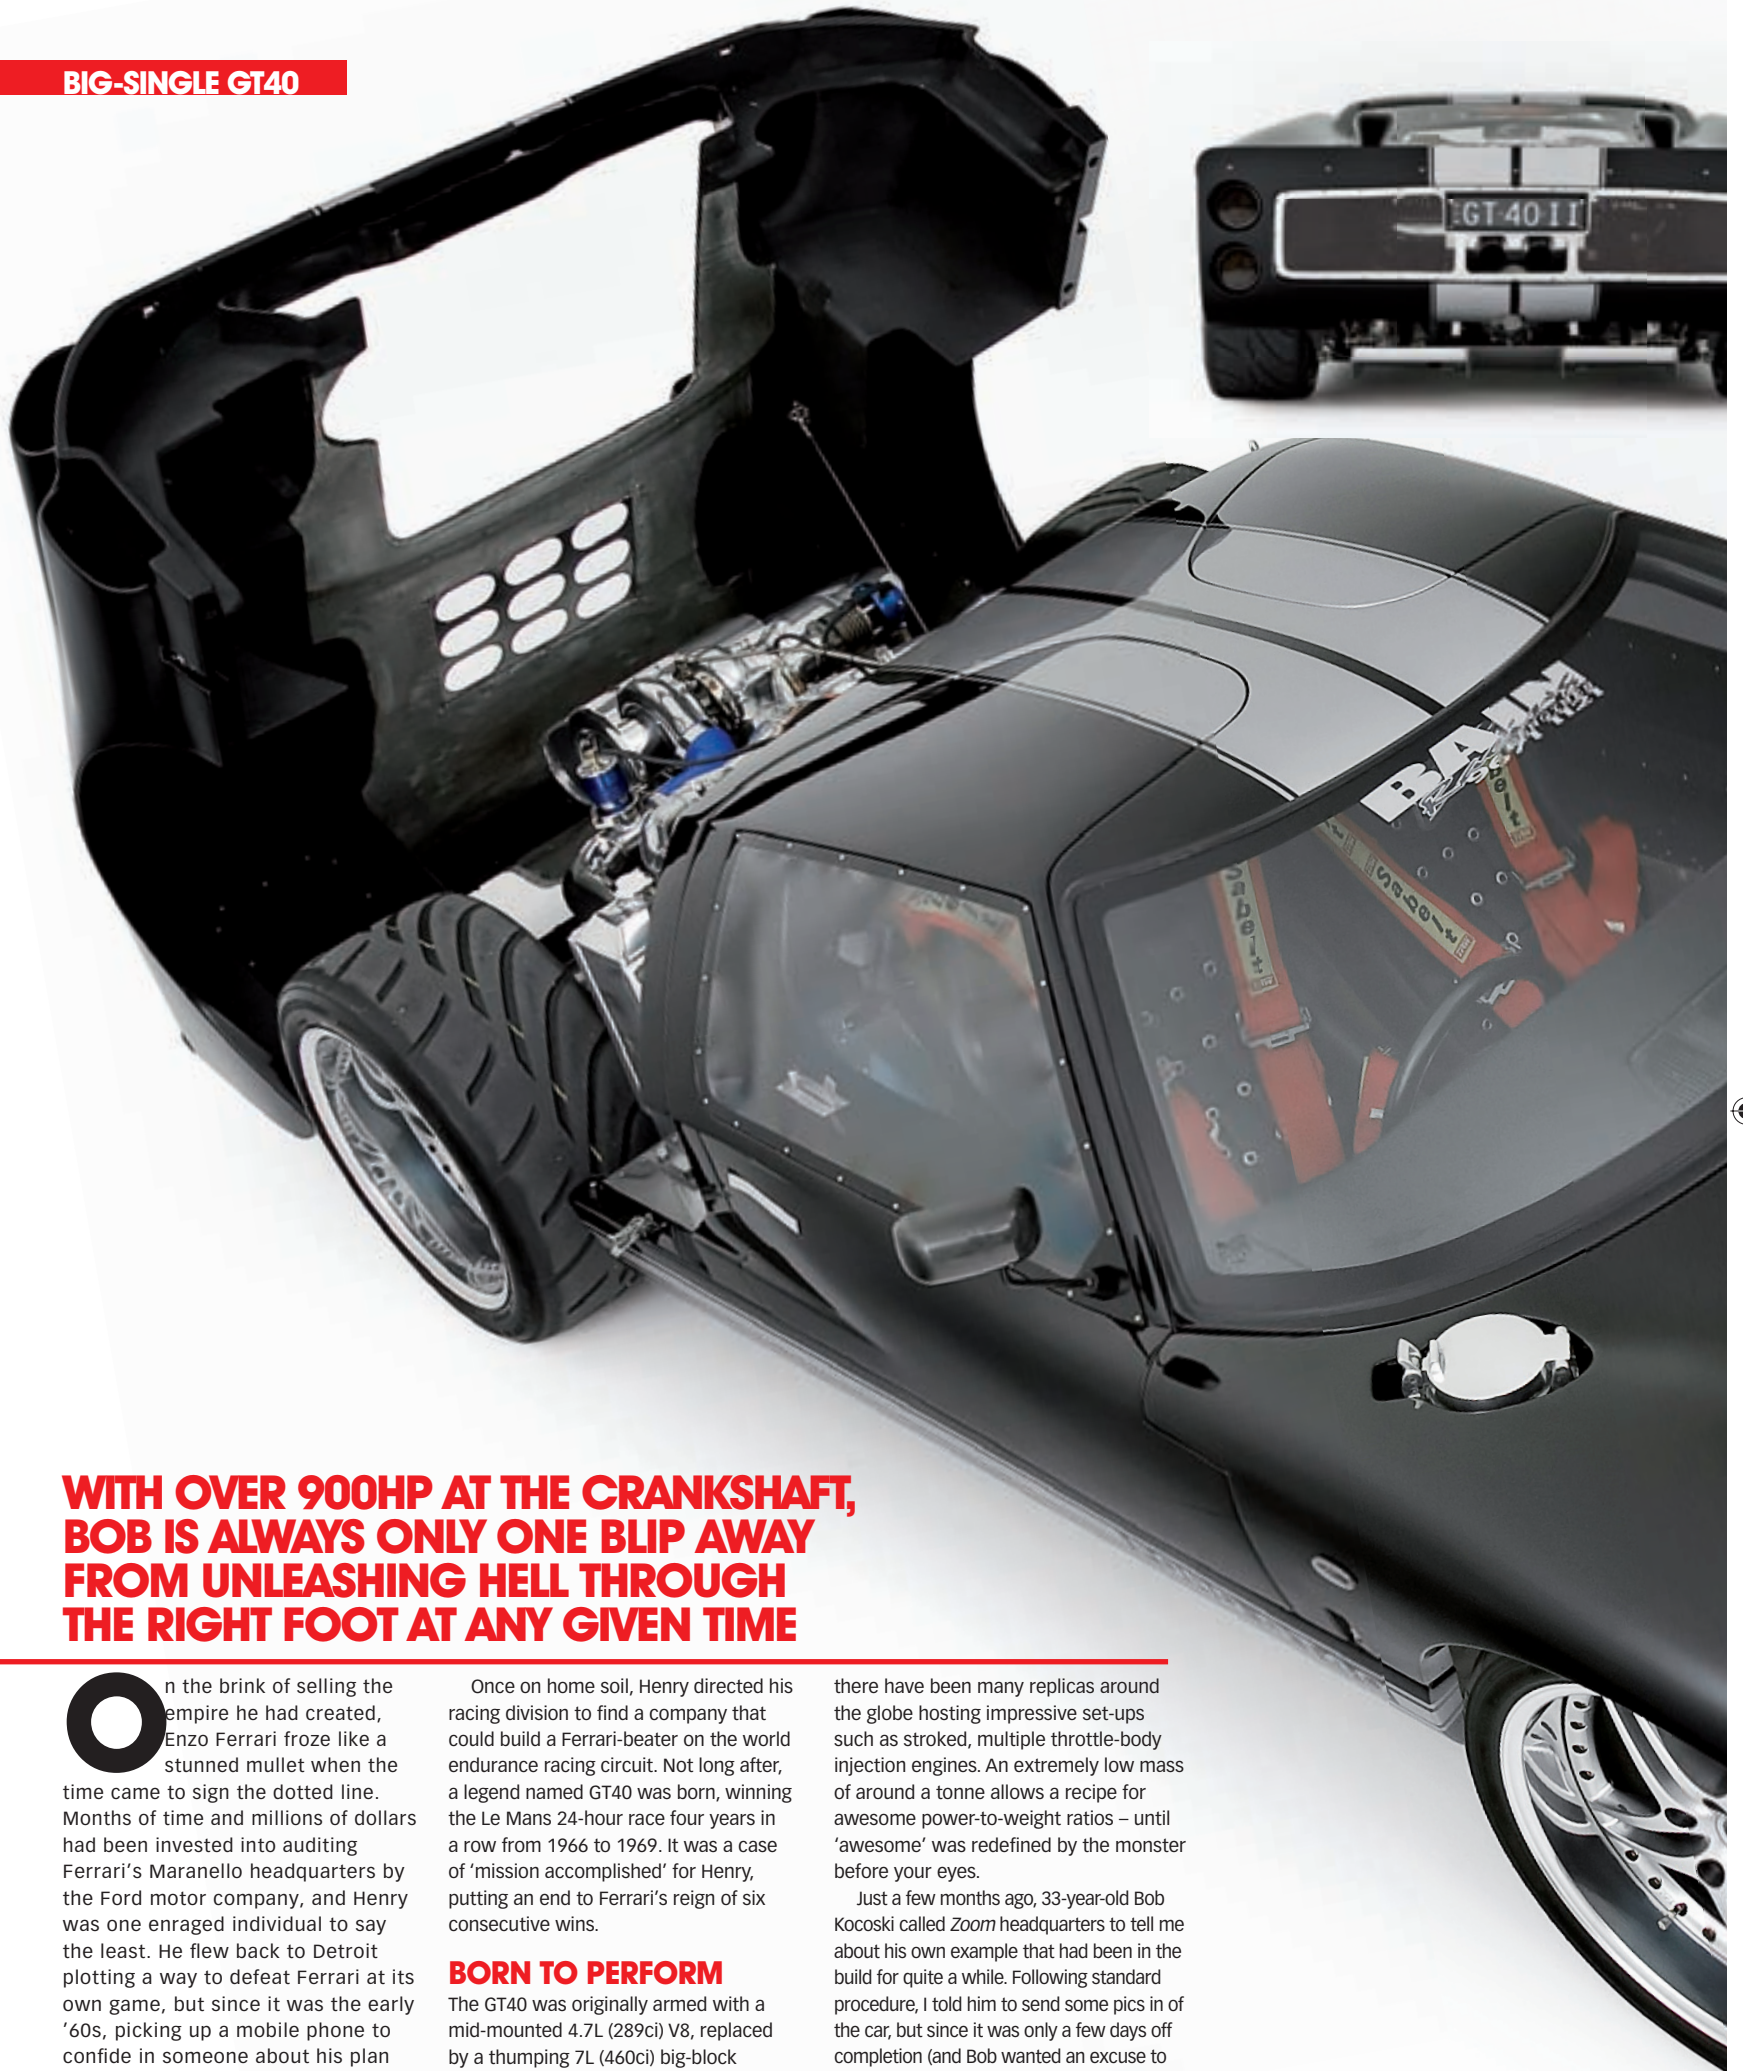 BIG-SINGLE GT40
GT-40 II
BAIN
Sabelt
Sabelt
belt
WITH OVER 900HP AT THE CRANKSHAFT,
BOB IS ALWAYS ONLY ONE BLIP AWAY
FROM UNLEASHING HELL THROUGH
THE RIGHT FOOT AT ANY GIVEN TIME
On the brink of selling the
empire he had created,
Enzo Ferrari froze like a
stunned mullet when the
time came to sign the dotted line.
Months of time and millions of dollars
had been invested into auditing
Ferrari’s Maranello headquarters by
the Ford motor company, and Henry
was one enraged individual to say
the least. He flew back to Detroit
plotting a way to defeat Ferrari at its
own game, but since it was the early
’60s, picking up a mobile phone to
confide in someone about his plan
Once on home soil, Henry directed his
racing division to find a company that
could build a Ferrari-beater on the world
endurance racing circuit. Not long after,
a legend named GT40 was born, winning
the Le Mans 24-hour race four years in
a row from 1966 to 1969. It was a case
of ‘mission accomplished’ for Henry,
putting an end to Ferrari’s reign of six
consecutive wins.
BORN TO PERFORM
The GT40 was originally armed with a
mid-mounted 4.7L (289ci) V8, replaced
by a thumping 7L (460ci) big-block
there have been many replicas around
the globe hosting impressive set-ups
such as stroked, multiple throttle-body
injection engines. An extremely low mass
of around a tonne allows a recipe for
awesome power-to-weight ratios – until
‘awesome’ was redefined by the monster
before your eyes.
Just a few months ago, 33-year-old Bob
Kocoski called Zoom headquarters to tell me
about his own example that had been in the
build for quite a while. Following standard
procedure, I told him to send some pics in of
the car, but since it was only a few days off
completion (and Bob wanted an excuse to